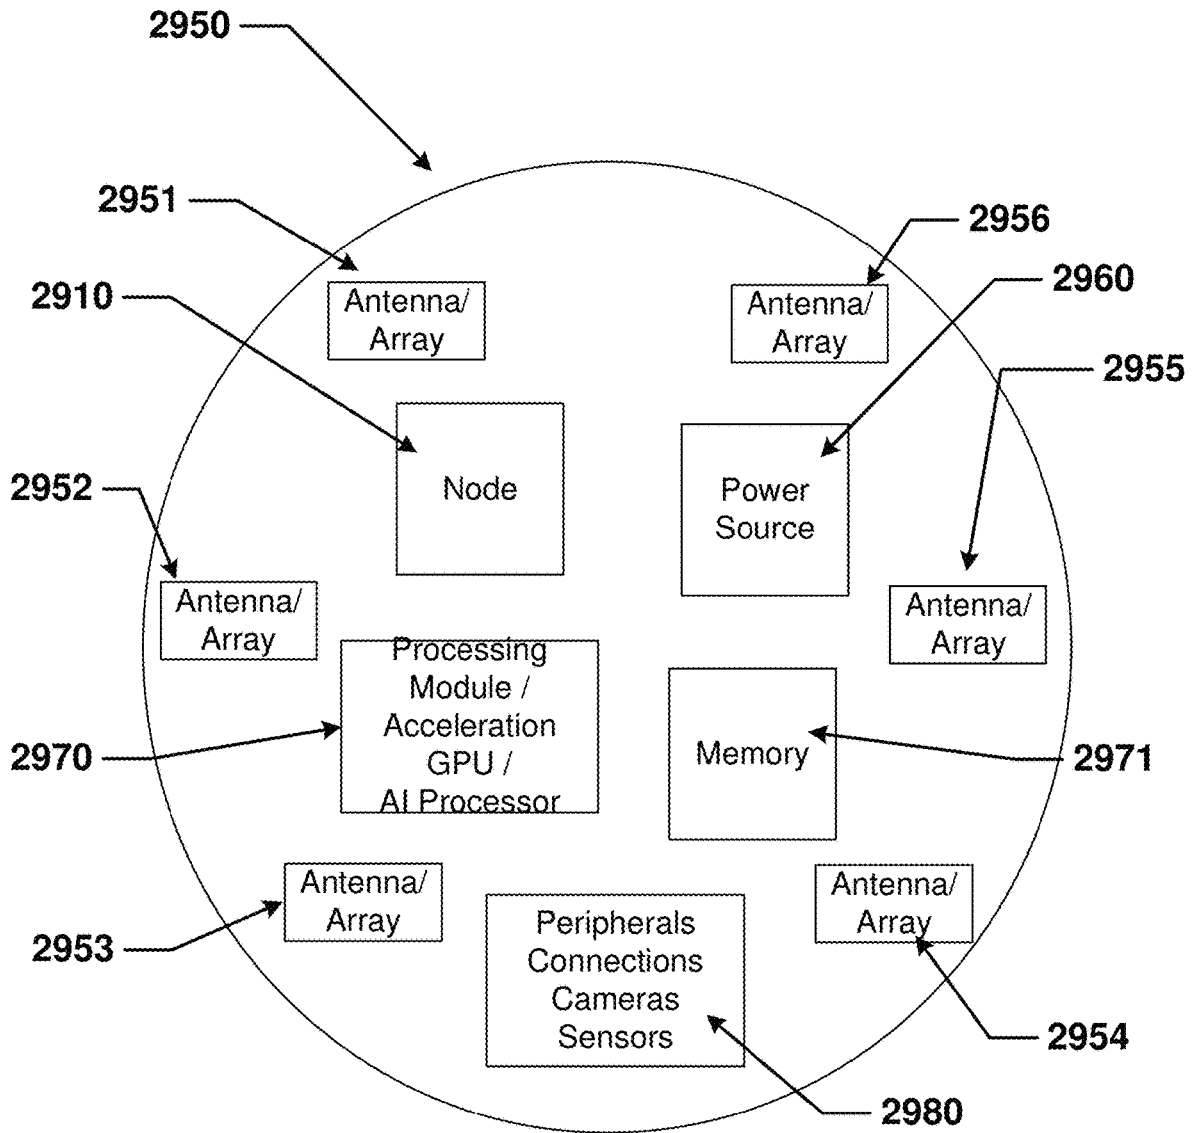 2950
2951
2956
2910
2960
Antenna/
Array
Antenna/
Array
2955
2952
Node
Power
Source
Antenna/
Array
Antenna/
Array
Processing
Module /
Acceleration
GPU /
AI Processor
2970
Memory
2971
Antenna/
Array
Antenna/
Array
2953
Peripherals
Connections
Cameras
Sensors
2954
2980